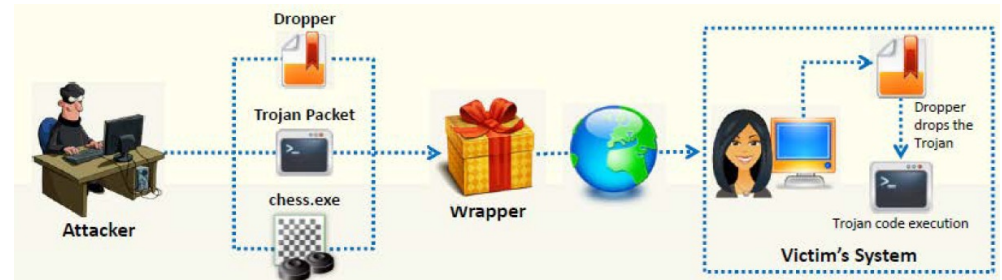 Dropper
Trojan Packet
>_
chess.exe
Attacker
Wrapper
Dropper
drops the
Trojan
>_
Trojan code execution
Victim's System